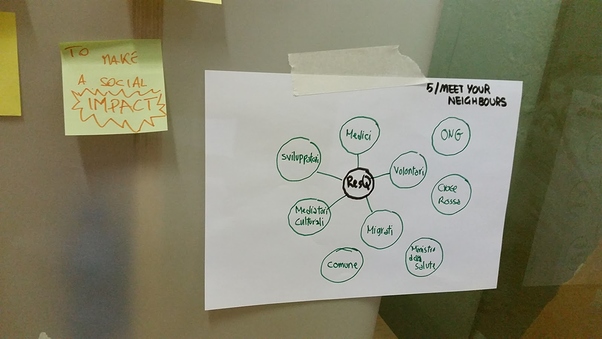 TO
MAKE
A SOCIAL
IMPACT
5/MEET YOUR
NEIGHBOURS
Medici
ONG
sviluppatori
Volontari
ResQ
Croce
Rossa
Mediatori
culturali
Migrati
Ministro
della
salute
comune